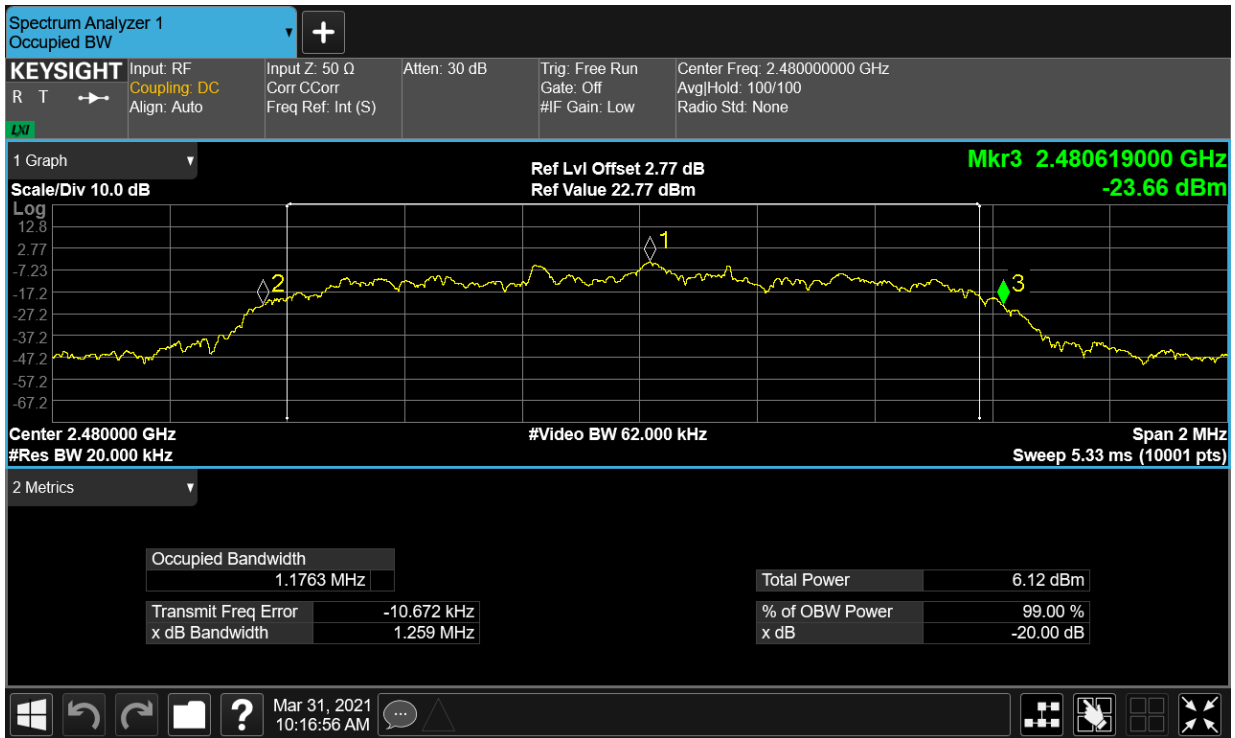 Spectrum Analyzer 1
Occupied BW
KEYSIGHT
R T
LXI
Input: RF
Coupling: DC
Align: Auto
Input Z: 50 Ω
Corr CCorr
Freq Ref: Int (S)
Atten: 30 dB
Trig: Free Run
Gate: Off
#IF Gain: Low
Center Freq: 2.480000000 GHz
Avg|Hold: 100/100
Radio Std: None
1 Graph
Scale/Div 10.0 dB
Ref Lvl Offset 2.77 dB
Ref Value 22.77 dBm
Mkr3 2.480619000 GHz
-23.66 dBm
Log
12.8
2.77
-7.23
-17.2
-27.2
-37.2
-47.2
-57.2
-67.2
1
2
3
Center 2.480000 GHz
#Res BW 20.000 kHz
#Video BW 62.000 kHz
Span 2 MHz
Sweep 5.33 ms (10001 pts)
2 Metrics
Occupied Bandwidth
1.1763 MHz
Transmit Freq Error -10.672 kHz
x dB Bandwidth 1.259 MHz
Total Power 6.12 dBm
% of OBW Power 99.00 %
x dB -20.00 dB
?
Mar 31, 2021
10:16:56 AM